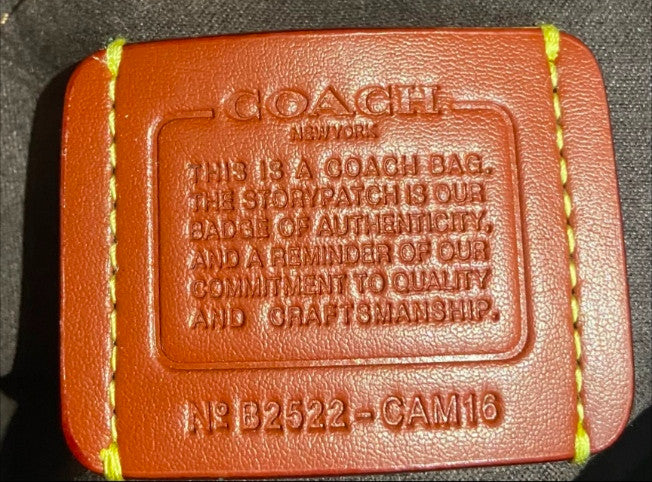 COACH
NEW YORK
THIS IS A COACH BAG.
THE STORYPATCH IS OUR
BADGE OF AUTHENTICITY,
AND A REMINDER OF OUR
COMMITMENT TO QUALITY
AND CRAFTSMANSHIP.
Nº B2522-CAM16